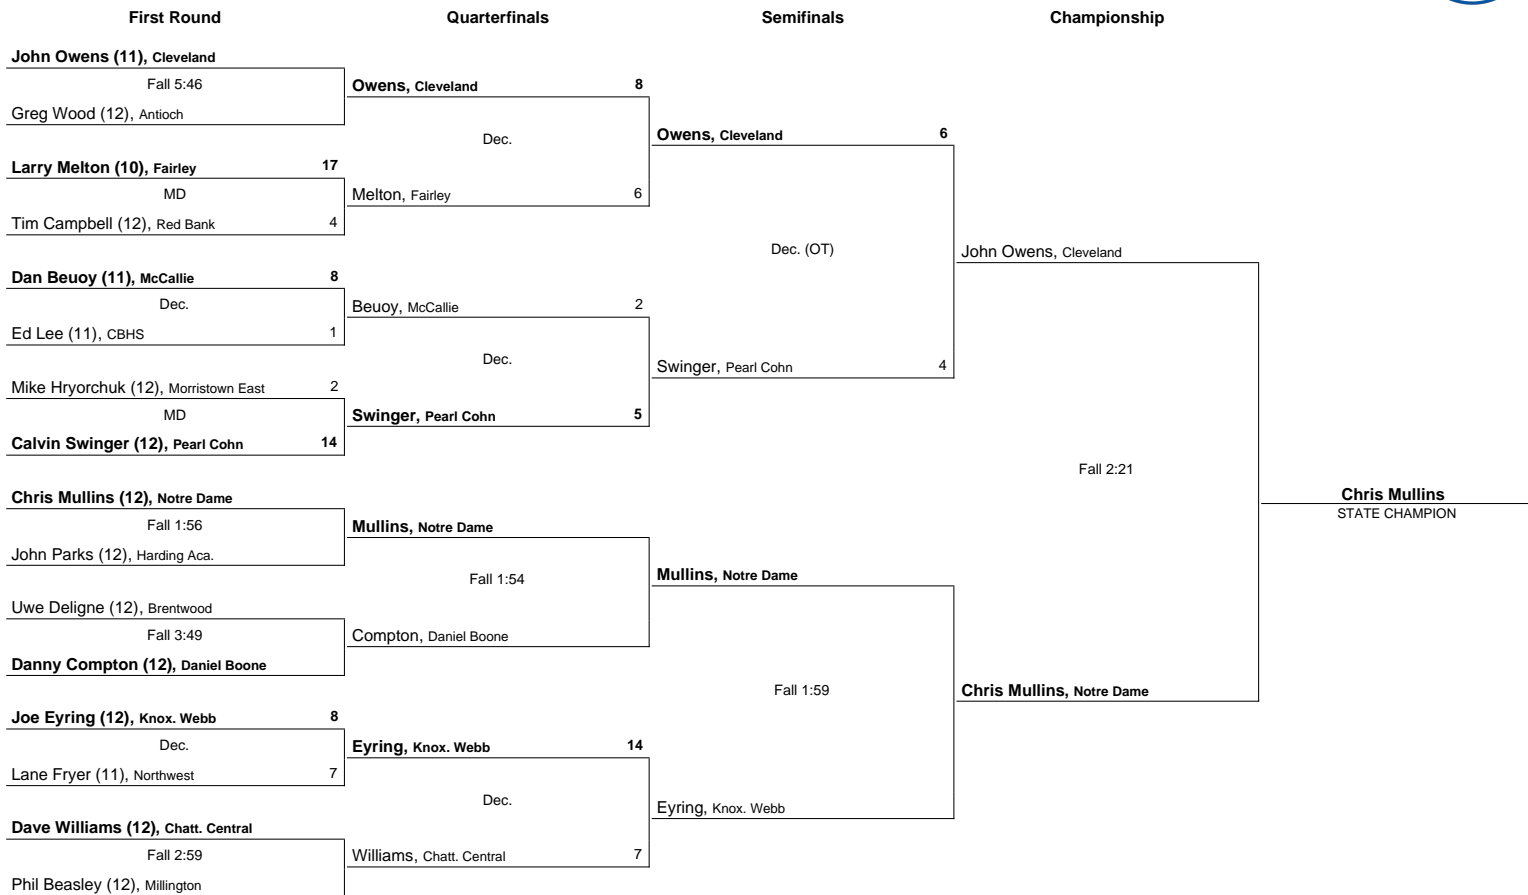 First Round Quarterfinals Semifinals Championship
John Owens (11), Cleveland
Fall 5:46
Greg Wood (12), Antioch
Larry Melton (10), Fairley 17
MD
Tim Campbell (12), Red Bank 4
Dan Beuoy (11), McCallie 8
Dec.
Ed Lee (11), CBHS 1
Mike Hryorchuk (12), Morristown East 2
MD
Calvin Swinger (12), Pearl Cohn 14
Chris Mullins (12), Notre Dame
Fall 1:56
John Parks (12), Harding Aca.
Uwe Deligne (12), Brentwood
Fall 3:49
Danny Compton (12), Daniel Boone
Joe Eyring (12), Knox. Webb 8
Dec.
Lane Fryer (11), Northwest 7
Dave Williams (12), Chatt. Central
Fall 2:59
Phil Beasley (12), Millington
Owens, Cleveland 8
Dec.
Melton, Fairley 6
Beuoy, McCallie 2
Dec.
Swinger, Pearl Cohn 5
Mullins, Notre Dame
Fall 1:54
Compton, Daniel Boone
Eyring, Knox. Webb 14
Dec.
Williams, Chatt. Central 7
Owens, Cleveland 6
Dec. (OT)
Swinger, Pearl Cohn 4
Mullins, Notre Dame
Fall 1:59
Eyring, Knox. Webb
John Owens, Cleveland
Fall 2:21
Chris Mullins, Notre Dame
Chris Mullins
STATE CHAMPION